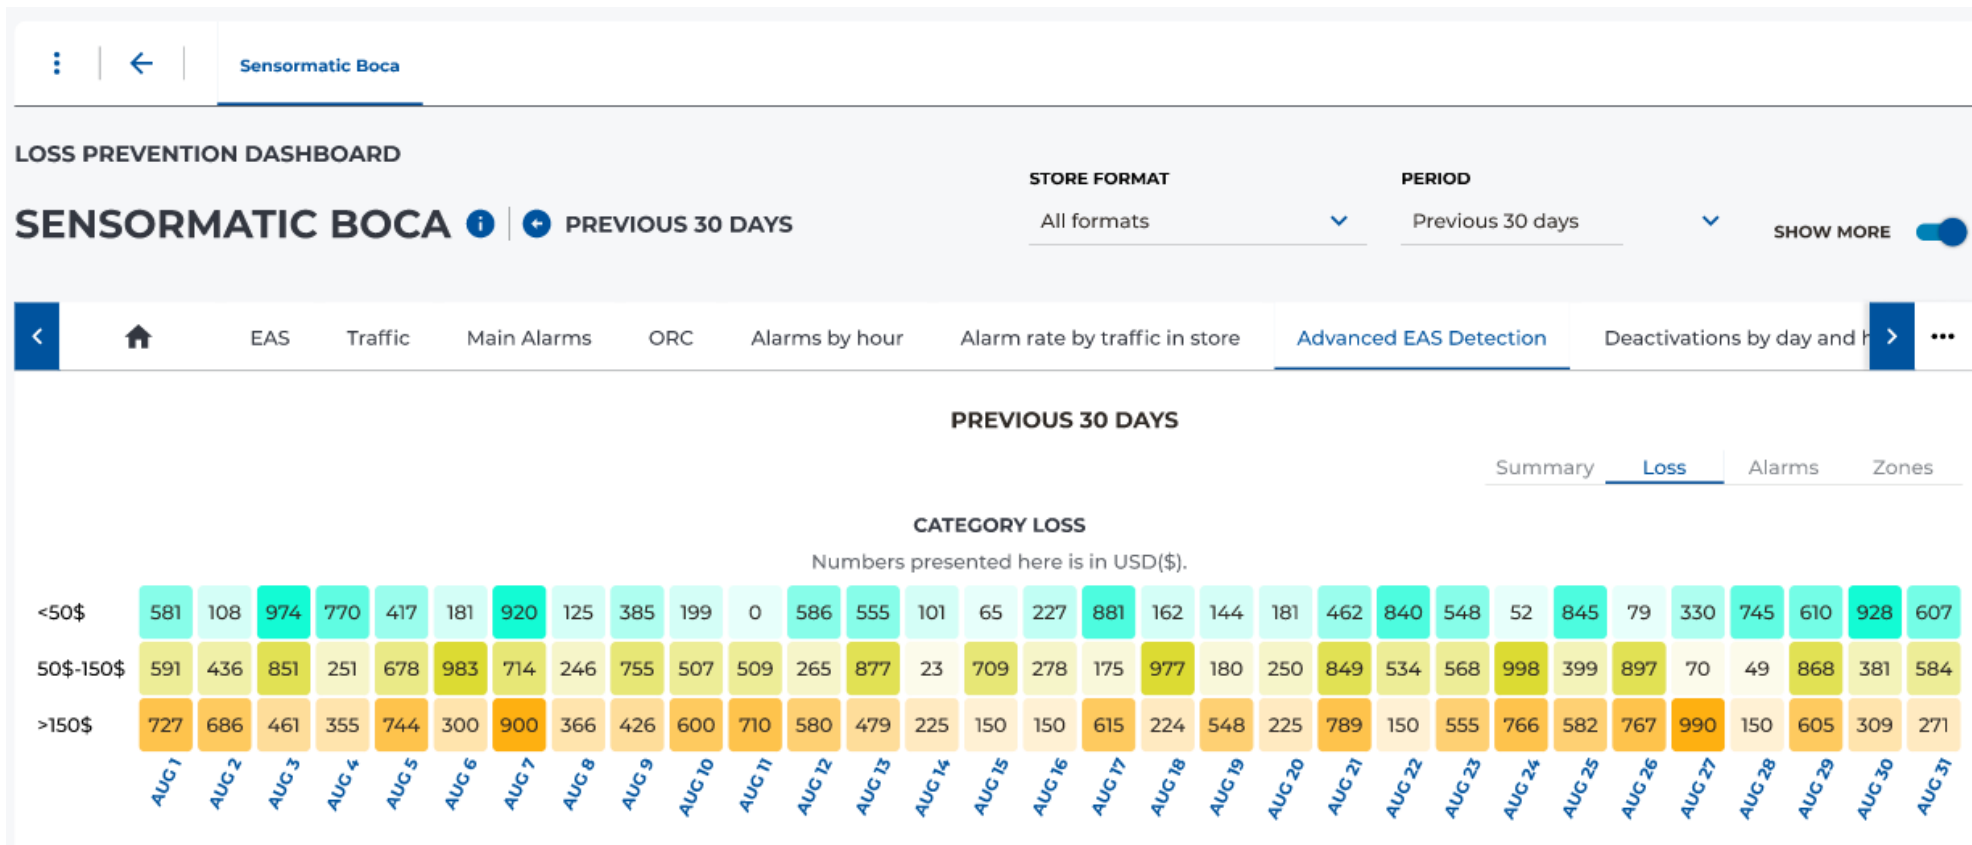 Sensormatic Boca
LOSS PREVENTION DASHBOARD
SENSORMATIC BOCA i PREVIOUS 30 DAYS
STORE FORMAT
All formats
PERIOD
Previous 30 days
SHOW MORE
EAS Traffic Main Alarms ORC Alarms by hour Alarm rate by traffic in store Advanced EAS Detection Deactivations by day and h
PREVIOUS 30 DAYS
Summary Loss Alarms Zones
CATEGORY LOSS
Numbers presented here is in USD($).
<50$ 581 108 974 770 417 181 920 125 385 199 0 586 555 101 65 227 881 162 144 181 462 840 548 52 845 79 330 745 610 928 607
50$-150$ 591 436 851 251 678 983 714 246 755 507 509 265 877 23 709 278 175 977 180 250 849 534 568 998 399 897 70 49 868 381 584
>150$ 727 686 461 355 744 300 900 366 426 600 710 580 479 225 150 150 615 224 548 225 789 150 555 766 582 767 990 150 605 309 271
AUG 1 AUG 2 AUG 3 AUG 4 AUG 5 AUG 6 AUG 7 AUG 8 AUG 9 AUG 10 AUG 11 AUG 12 AUG 13 AUG 14 AUG 15 AUG 16 AUG 17 AUG 18 AUG 19 AUG 20 AUG 21 AUG 22 AUG 23 AUG 24 AUG 25 AUG 26 AUG 27 AUG 28 AUG 29 AUG 30 AUG 31